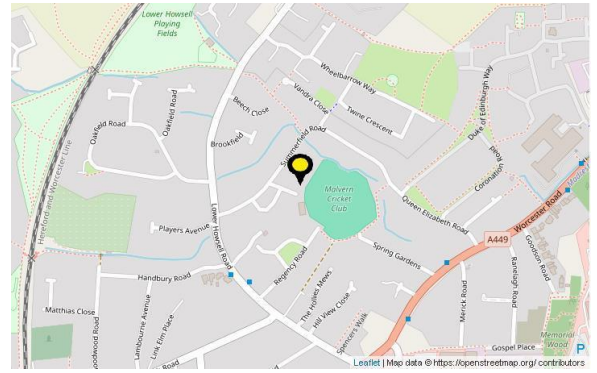 Lower Howsell
Playing
Fields
Wheelbarrow Way
Vandra Close
Twine Crescent
Duke of Edinburgh Way
Beech Close
Oakfield Road
Oakfield Road
Brookfield
Summerfield Road
Coronation Road
Hereford and Worcester Line
Malvern
Cricket
Club
Queen Elizabeth Road
Worcester Road
Players Avenue
Lower Howsell Road
A449
Spring Gardens
Goodson Road
Regency Road
Handbury Road
The Holves Mews
Ranelagh Road
Merick Road
Hill View Close
Matthias Close
Lambourne Avenue
Link Elm Place
Spencers Walk
Memorial
Wood
Gospel Place
P
Road
Leaflet | Map data © https://openstreetmap.org/ contributors